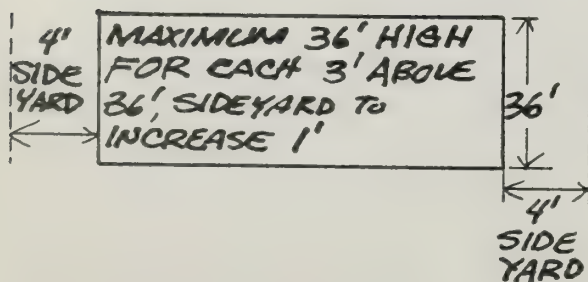 4'
SIDE
YARD
MAXIMUM 36' HIGH
FOR EACH 3' ABOVE
36', SIDEYARD TO
INCREASE 1'
36'
4'
SIDE
YARD